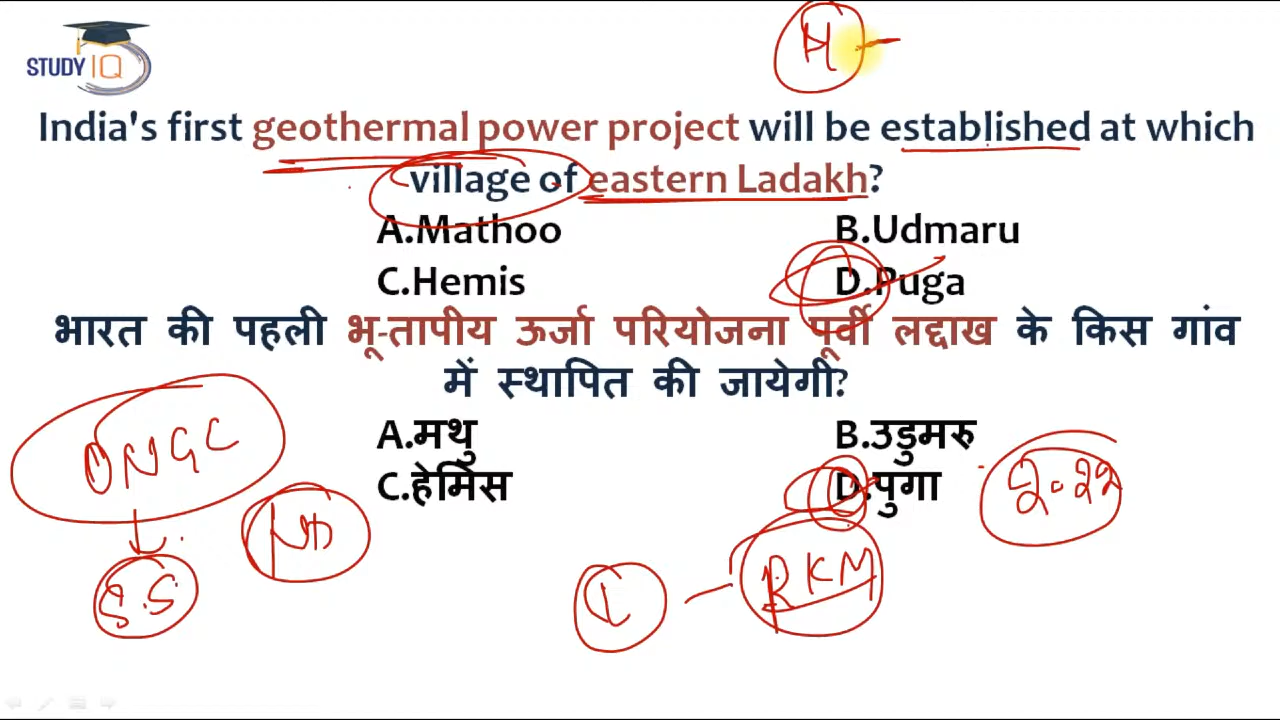 H -
STUDY IQ
India's first geothermal power project will be established at which
village of eastern Ladakh?
A.Mathoo B.Udmaru
C.Hemis D.Puga
भारत की पहली भू-तापीय ऊर्जा परियोजना पूर्वी लद्दाख के किस गांव
में स्थापित की जायेगी?
A.मथु B.उडुमरु
C.हेमिस D.पुगा
ONGC
2022
S.S
L - RKM